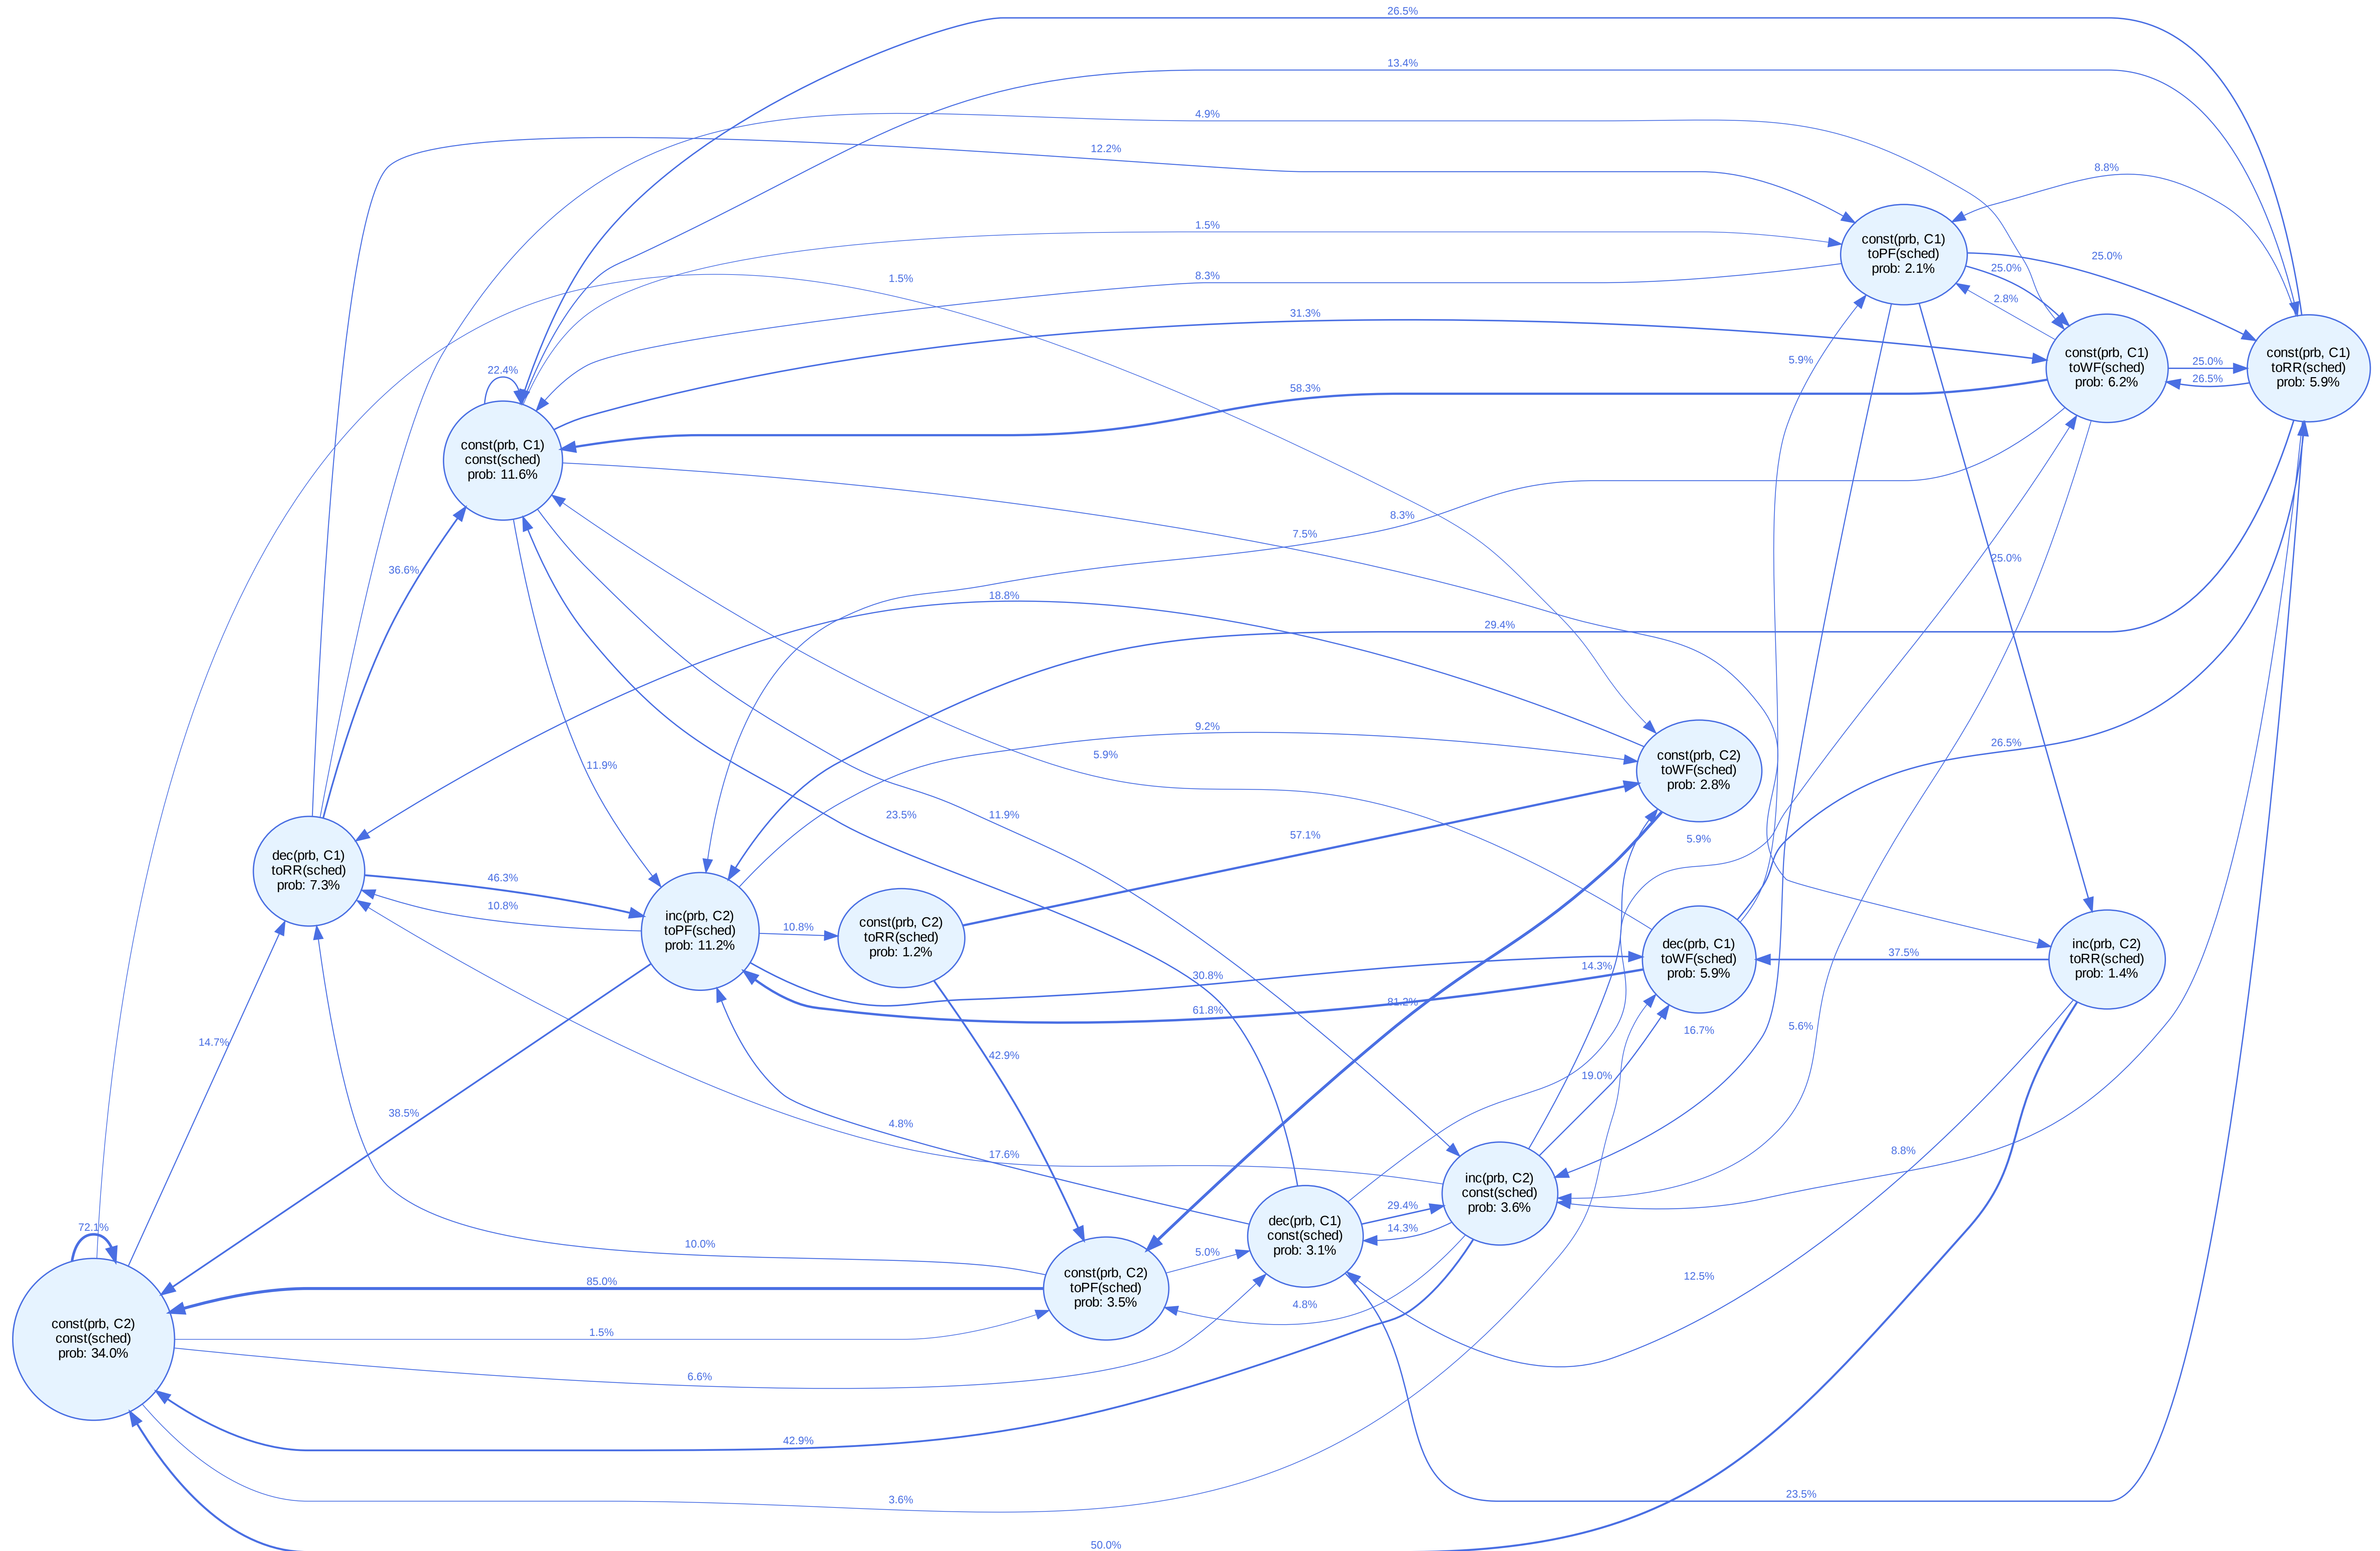 26.5%
13.4%
4.9%
12.2%
8.8%
1.5%
const(prb, C1)
toPF(sched)
prob: 2.1%
25.0%
25.0%
1.5%
8.3%
2.8%
31.3%
const(prb, C1)
toWF(sched)
prob: 6.2%
25.0%
26.5%
const(prb, C1)
toRR(sched)
prob: 5.9%
5.9%
22.4%
58.3%
const(prb, C1)
const(sched)
prob: 11.6%
8.3%
7.5%
36.6%
25.0%
18.8%
29.4%
9.2%
5.9%
26.5%
11.9%
const(prb, C2)
toWF(sched)
prob: 2.8%
23.5%
11.9%
57.1%
5.9%
dec(prb, C1)
toRR(sched)
prob: 7.3%
46.3%
10.8%
inc(prb, C2)
toPF(sched)
prob: 11.2%
10.8%
const(prb, C2)
toRR(sched)
prob: 1.2%
dec(prb, C1)
toWF(sched)
prob: 5.9%
37.5%
inc(prb, C2)
toRR(sched)
prob: 1.4%
30.8%
14.3%
61.8%
81.2%
14.7%
42.9%
16.7%
5.6%
19.0%
38.5%
4.8%
17.6%
8.8%
inc(prb, C2)
const(sched)
prob: 3.6%
29.4%
14.3%
dec(prb, C1)
const(sched)
prob: 3.1%
72.1%
10.0%
5.0%
const(prb, C2)
toPF(sched)
prob: 3.5%
85.0%
12.5%
4.8%
const(prb, C2)
const(sched)
prob: 34.0%
1.5%
6.6%
42.9%
3.6%
23.5%
50.0%